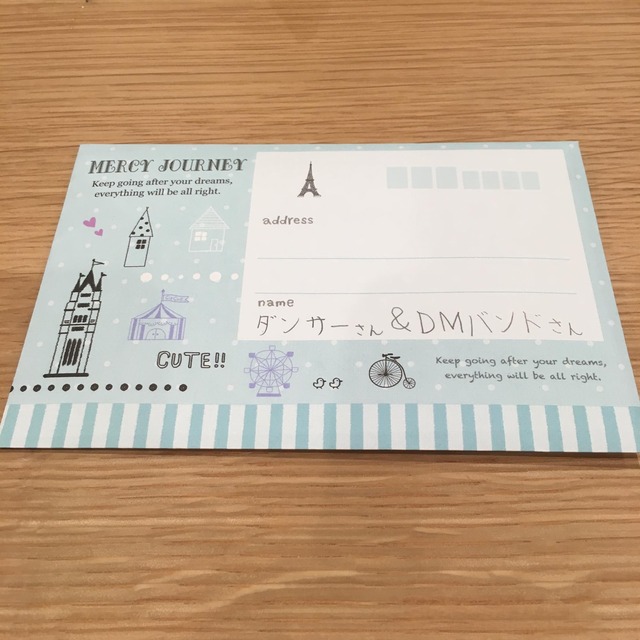 MERCY JOURNEY
Keep going after your dreams,
everything will be all right.
address
name
ダンサーさん&DMバンドさん
CIRCUS
CUTE!!
Keep going after your dreams,
everything will be all right.